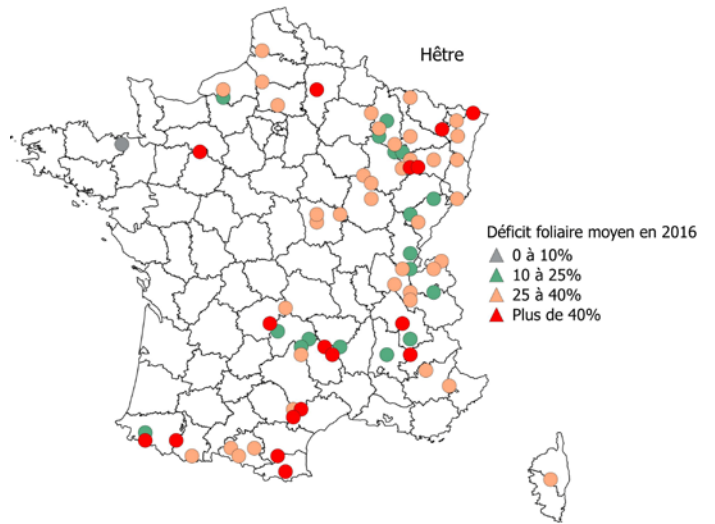 Hêtre
Déficit foliaire moyen en 2016
0 à 10%
10 à 25%
25 à 40%
Plus de 40%